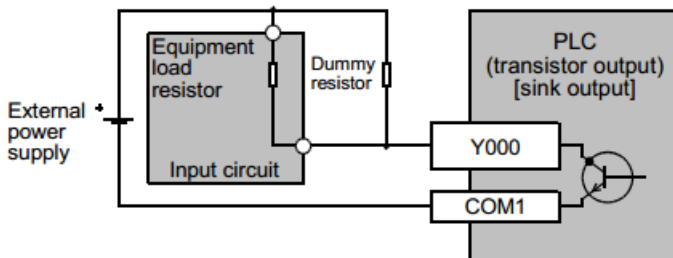 Equipment
load
resistor
Dummy
resistor
PLC
(transistor output)
[sink output]
External
power
supply
+
Input circuit
Y000
COM1